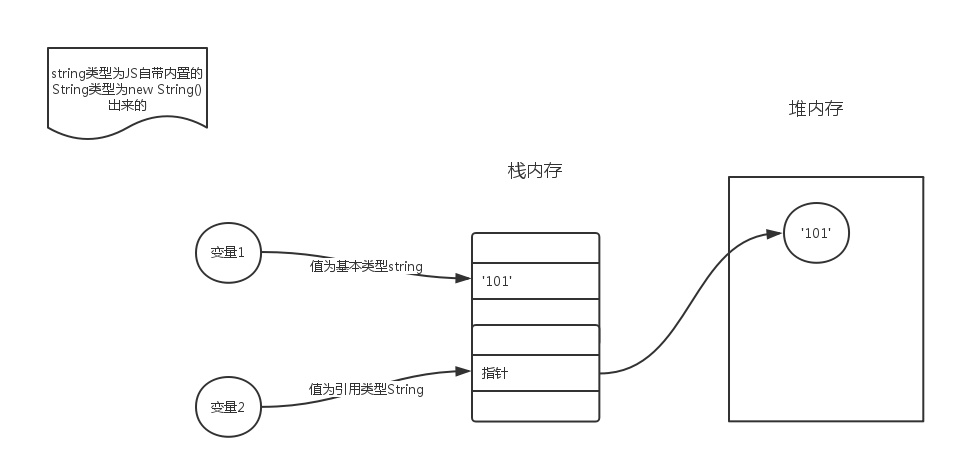 string类型为JS自带内置的
String类型为new String()
出来的
堆内存
栈内存
'101'
变量1
值为基本类型string
'101'
指针
值为引用类型String
变量2